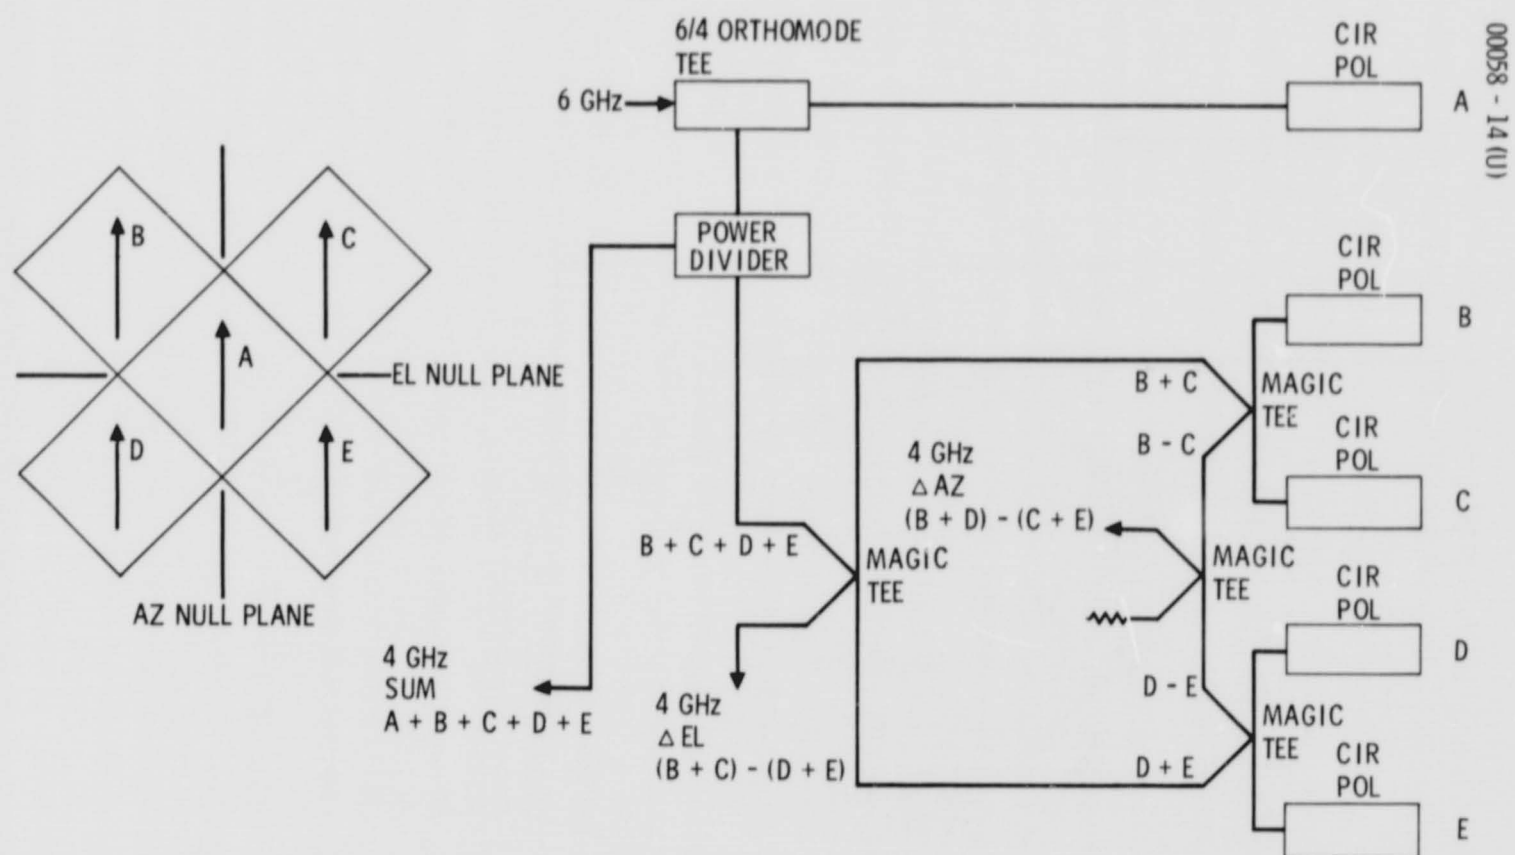 6/4 ORTHOMODE
TEE
CIR
POL
00058 - 14 (U)
6 GHz
A
POWER
DIVIDER
B
C
A
EL NULL PLANE
D
E
AZ NULL PLANE
CIR
POL
B
B + C
MAGIC
TEE
B - C
CIR
POL
C
4 GHz
△ AZ
(B + D) - (C + E)
B + C + D + E
MAGIC
TEE
MAGIC
TEE
CIR
POL
D
4 GHz
SUM
A + B + C + D + E
4 GHz
△ EL
(B + C) - (D + E)
D - E
MAGIC
TEE
D + E
CIR
POL
E